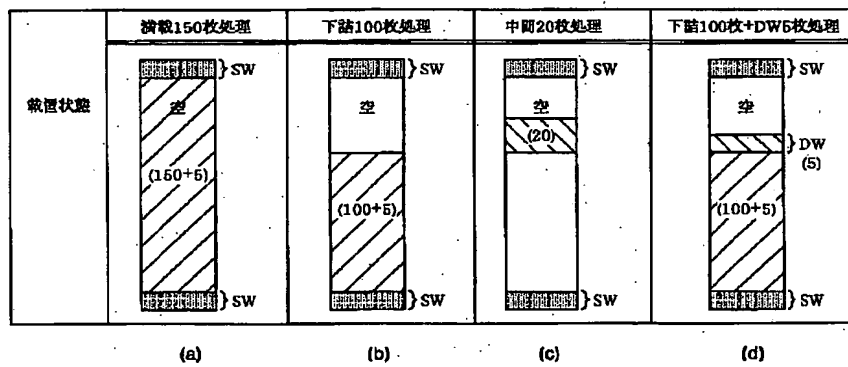 満載150枚処理
下詰100枚処理
中間20枚処理
下詰100枚+DW5枚処理
載置状態
SW
空
(150+5)
SW
SW
空
(100+5)
SW
SW
空
(20)
SW
SW
空
DW
(5)
(100+5)
SW
(a)
(b)
(c)
(d)